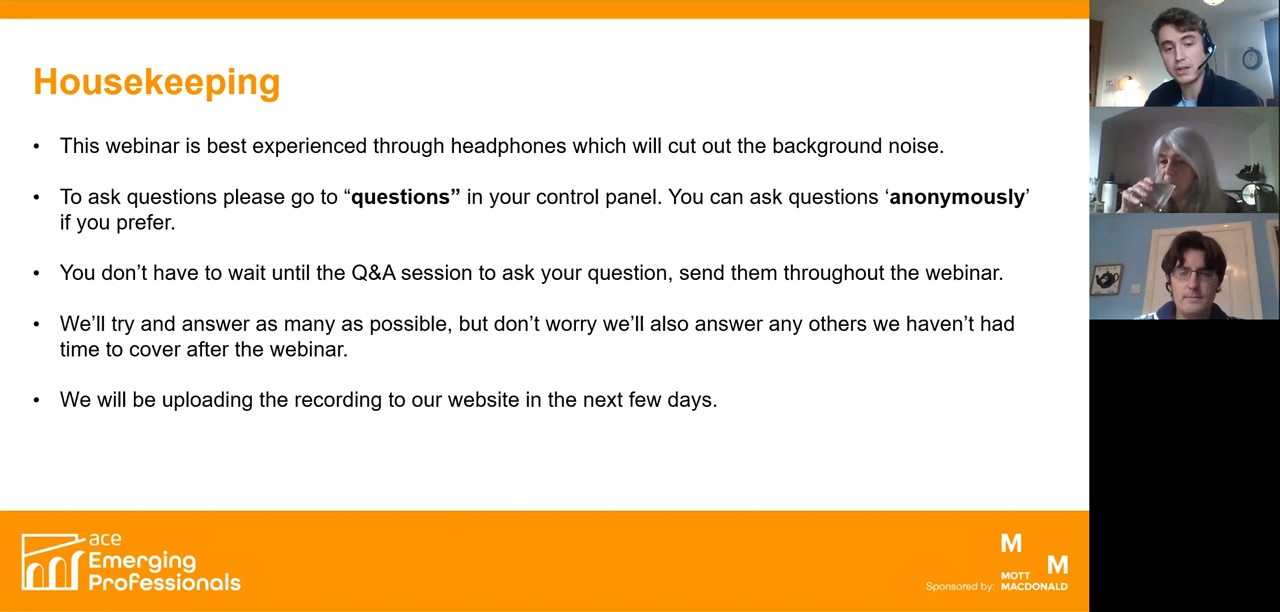 Housekeeping
• This webinar is best experienced through headphones which will cut out the background noise.
• To ask questions please go to “questions” in your control panel. You can ask questions ‘anonymously’
if you prefer.
• You don’t have to wait until the Q&A session to ask your question, send them throughout the webinar.
• We’ll try and answer as many as possible, but don’t worry we’ll also answer any others we haven’t had
time to cover after the webinar.
• We will be uploading the recording to our website in the next few days.
ace
Emerging
Professionals
M
M
Sponsored by:
MOTT
MACDONALD